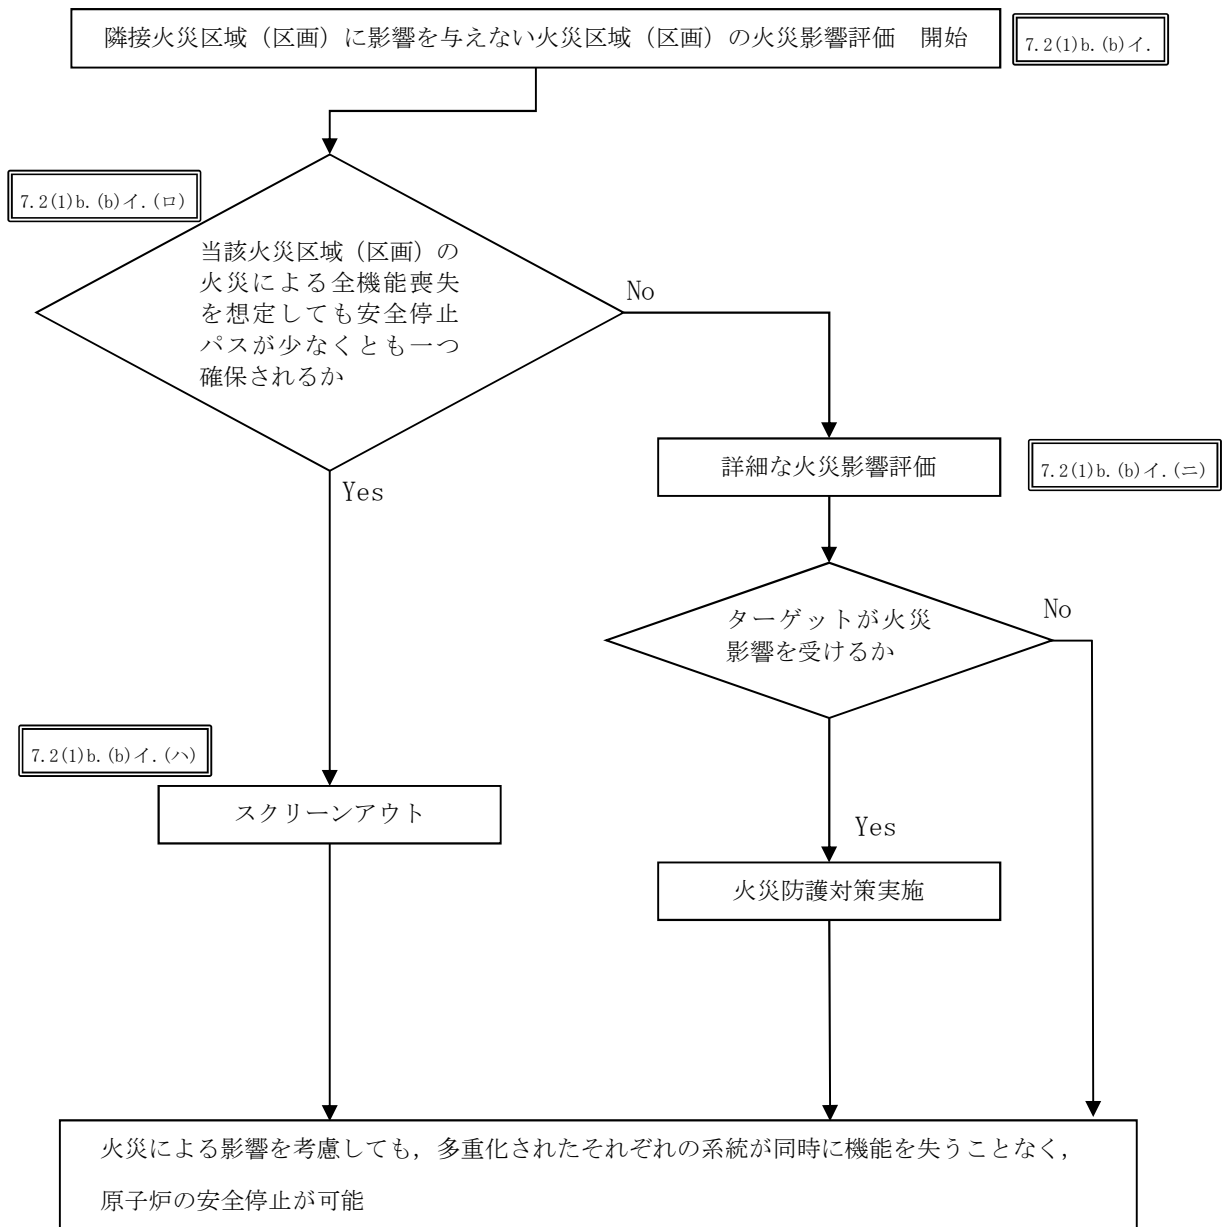 隣接火災区域（区画）に影響を与えない火災区域（区画）の火災影響評価　開始
7.2(1)b.(b)イ.
7.2(1)b.(b)イ.(ロ)
当該火災区域（区画）の
火災による全機能喪失
を想定しても安全停止
パスが少なくとも一つ
確保されるか
No
Yes
詳細な火災影響評価
7.2(1)b.(b)イ.(ニ)
ターゲットが火災
影響を受けるか
No
7.2(1)b.(b)イ.(ハ)
スクリーンアウト
Yes
火災防護対策実施
火災による影響を考慮しても，多重化されたそれぞれの系統が同時に機能を失うことなく，
原子炉の安全停止が可能